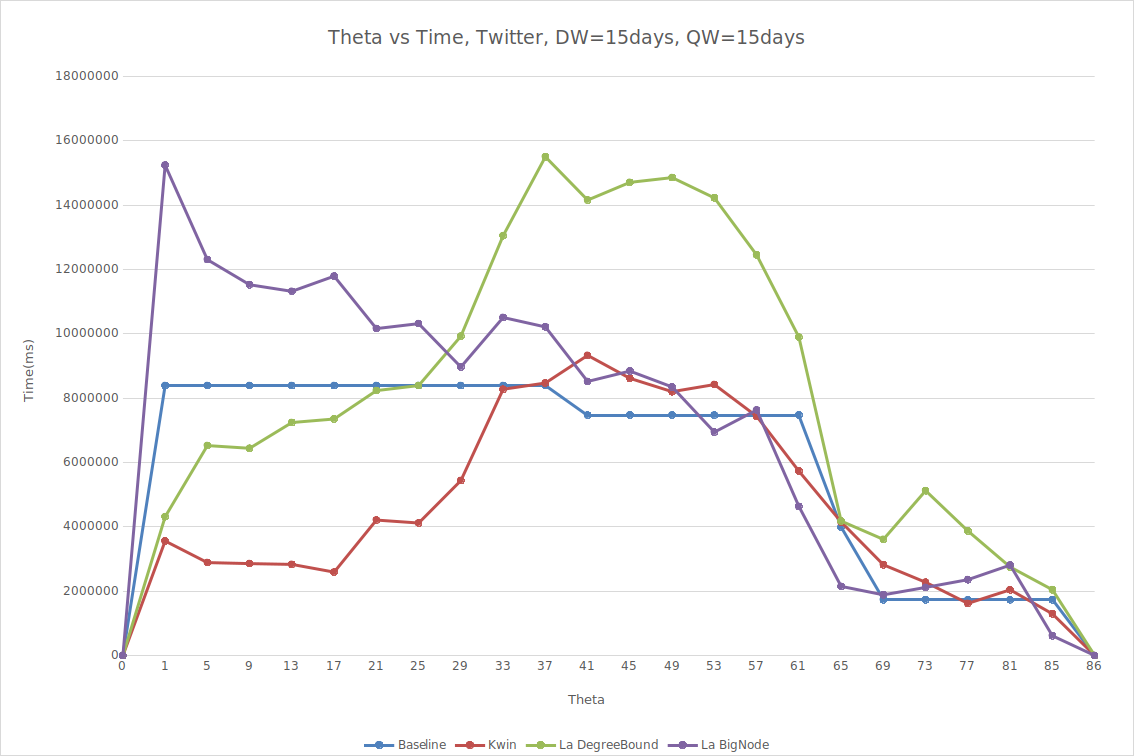 Theta vs Time, Twitter, DW=15days, QW=15days
18000000
16000000
14000000
12000000
10000000
8000000
6000000
4000000
2000000
0
Time(ms)
0 1 5 9 13 17 21 25 29 33 37 41 45 49 53 57 61 65 69 73 77 81 85 86
Theta
Baseline Kwin La DegreeBound La BigNode